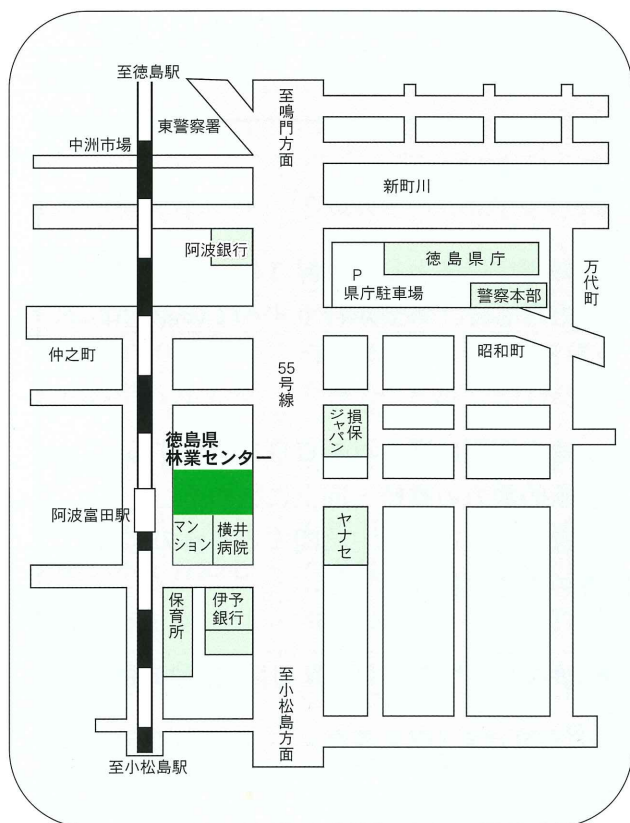 至徳島駅
東警察署
中洲市場
至鳴門方面
新町川
阿波銀行
徳島県庁
P
県庁駐車場
警察本部
万代町
仲之町
昭和町
55号線
損保
ジャパン
徳島県
林業センター
阿波富田駅
マン
ション
横井
病院
ヤナセ
保育所
伊予
銀行
至小松島方面
至小松島駅